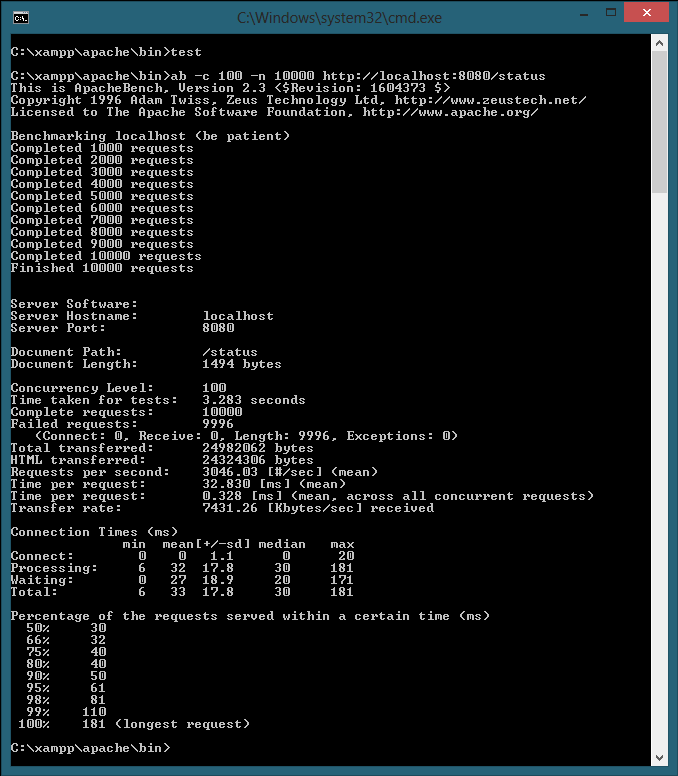 C:\Windows\system32\cmd.exe
C:\xampp\apache\bin>test
C:\xampp\apache\bin>ab -c 100 -n 10000 http://localhost:8080/status
This is ApacheBench, Version 2.3 <$Revision: 1604373 $>
Copyright 1996 Adam Twiss, Zeus Technology Ltd, http://www.zeustech.net/
Licensed to The Apache Software Foundation, http://www.apache.org/
Benchmarking localhost (be patient)
Completed 1000 requests
Completed 2000 requests
Completed 3000 requests
Completed 4000 requests
Completed 5000 requests
Completed 6000 requests
Completed 7000 requests
Completed 8000 requests
Completed 9000 requests
Completed 10000 requests
Finished 10000 requests
Server Software:
Server Hostname:        localhost
Server Port:            8080
Document Path:          /status
Document Length:        1494 bytes
Concurrency Level:      100
Time taken for tests:   3.283 seconds
Complete requests:      10000
Failed requests:        9996
   (Connect: 0, Receive: 0, Length: 9996, Exceptions: 0)
Total transferred:      24982062 bytes
HTML transferred:       24324306 bytes
Requests per second:    3046.03 [#/sec] (mean)
Time per request:       32.830 [ms] (mean)
Time per request:       0.328 [ms] (mean, across all concurrent requests)
Transfer rate:          7431.26 [Kbytes/sec] received
Connection Times (ms)
              min  mean[+/-sd] median   max
Connect:        0    0   1.1      0      20
Processing:     6   32  17.8     30     181
Waiting:        0   27  18.9     20     171
Total:          6   33  17.8     30     181
Percentage of the requests served within a certain time (ms)
  50%     30
  66%     32
  75%     40
  80%     40
  90%     50
  95%     61
  98%     81
  99%    110
 100%    181 (longest request)
C:\xampp\apache\bin>